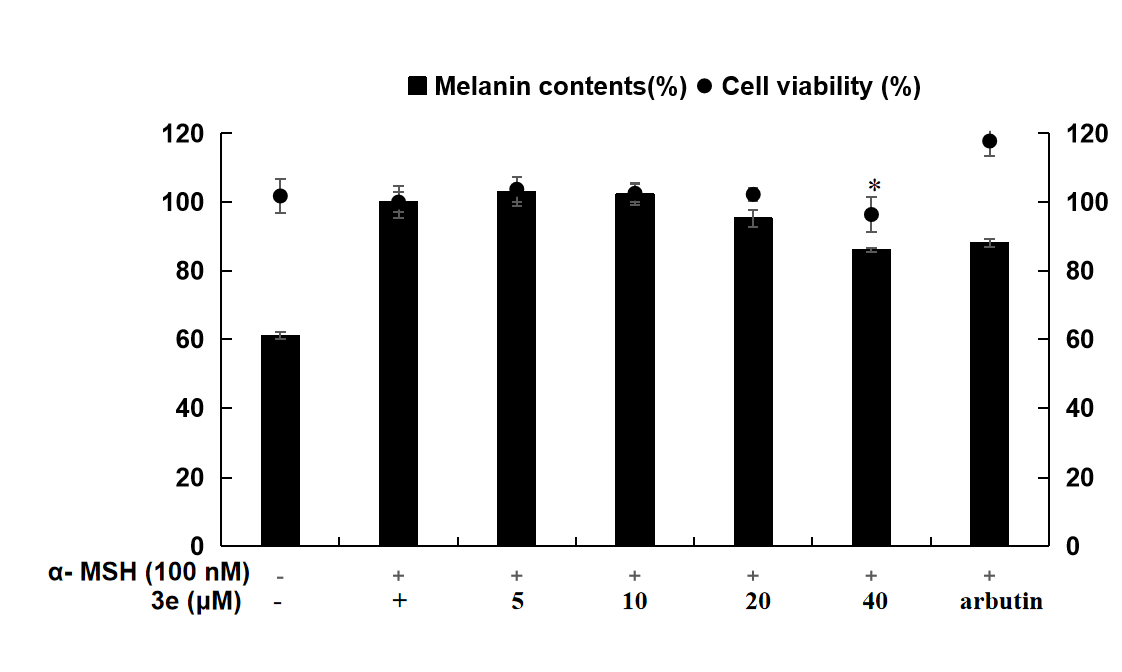 Melanin contents(%) Cell viability (%)
120 120
100 * 100
80 80
60 60
40 40
20 20
0 0
α- MSH (100 nM) - + + + + + +
3e (μM) - + 5 10 20 40 arbutin